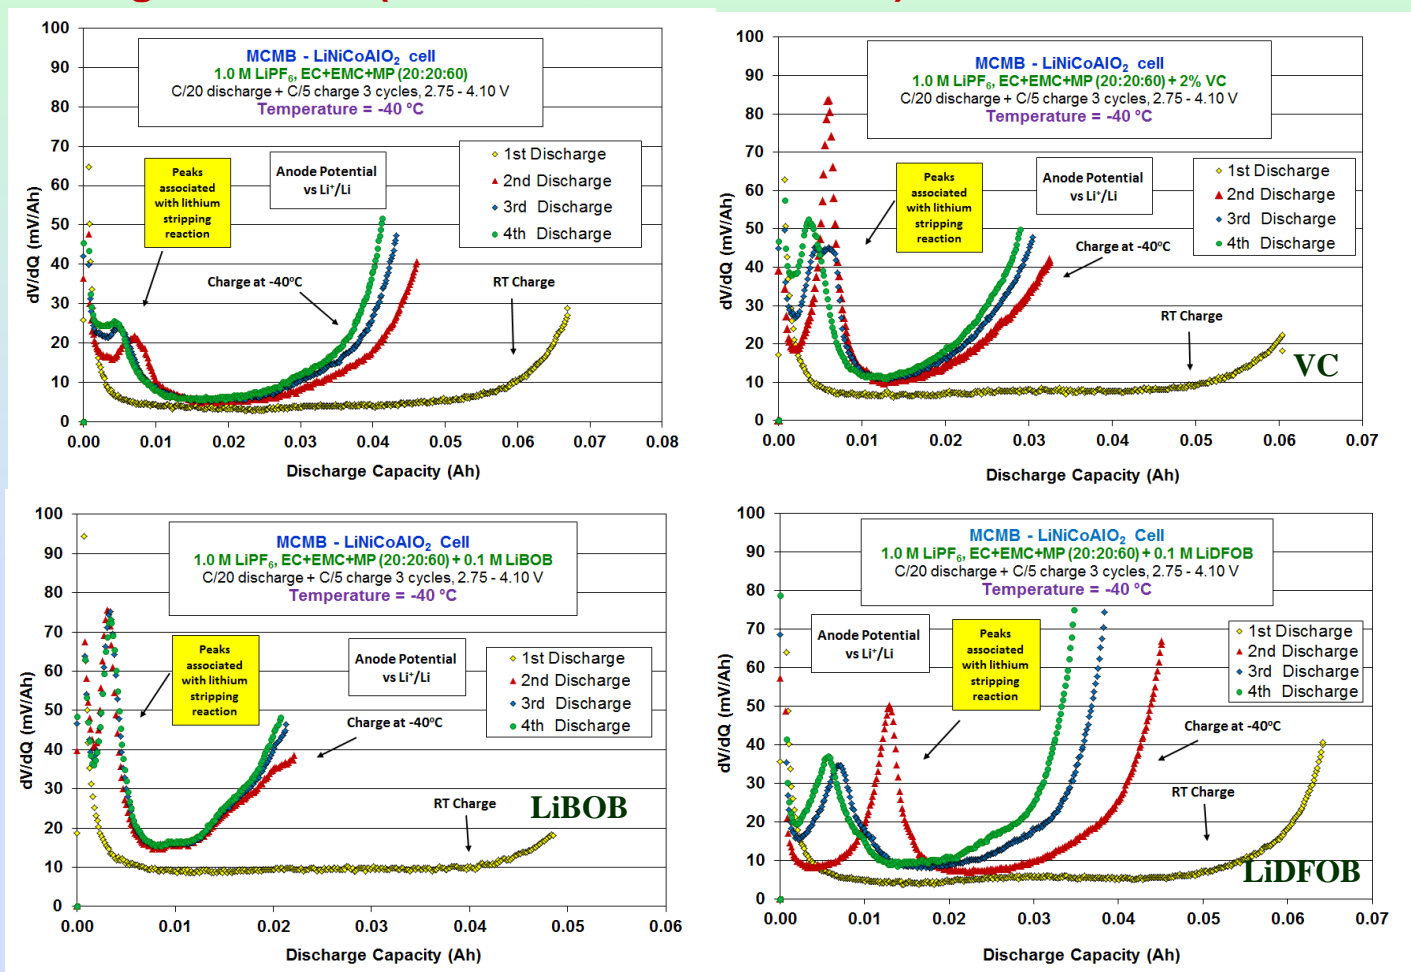 MCMB - LiNiCoAlO₂ cell
1.0 M LiPF₆, EC+EMC+MP (20:20:60)
C/20 discharge + C/5 charge 3 cycles, 2.75 - 4.10 V
Temperature = -40 °C
Peaks
associated
with lithium
stripping
reaction
Anode Potential
vs Li⁺/Li
1st Discharge
2nd Discharge
3rd Discharge
4th Discharge
Charge at -40°C
RT Charge
dV/dQ (mV/Ah)
100
90
80
70
60
50
40
30
20
10
0
0.00 0.01 0.02 0.03 0.04 0.05 0.06 0.07 0.08
Discharge Capacity (Ah)
MCMB - LiNiCoAlO₂ cell
1.0 M LiPF₆, EC+EMC+MP (20:20:60) + 2% VC
C/20 discharge + C/5 charge 3 cycles, 2.75 - 4.10 V
Temperature = -40 °C
Peaks
associated
with lithium
stripping
reaction
Anode Potential
vs Li⁺/Li
1st Discharge
2nd Discharge
3rd Discharge
4th Discharge
Charge at -40°C
RT Charge
VC
dV/dQ (mV/Ah)
100
90
80
70
60
50
40
30
20
10
0
0.00 0.01 0.02 0.03 0.04 0.05 0.06 0.07
Discharge Capacity (Ah)
MCMB - LiNiCoAlO₂ Cell
1.0 M LiPF₆, EC+EMC+MP (20:20:60) + 0.1 M LiBOB
C/20 discharge + C/5 charge 3 cycles, 2.75 - 4.10 V
Temperature = -40 °C
Peaks
associated
with lithium
stripping
reaction
Anode Potential
vs Li⁺/Li
1st Discharge
2nd Discharge
3rd Discharge
4th Discharge
Charge at -40°C
RT Charge
LiBOB
dV/dQ (mV/Ah)
100
90
80
70
60
50
40
30
20
10
0
0.00 0.01 0.02 0.03 0.04 0.05 0.06
Discharge Capacity (Ah)
MCMB - LiNiCoAlO₂ Cell
1.0 M LiPF₆, EC+EMC+MP (20:20:60) + 0.1 M LiDFOB
C/20 discharge + C/5 charge 3 cycles, 2.75 - 4.10 V
Temperature = -40 °C
Anode Potential
vs Li⁺/Li
Peaks
associated
with lithium
stripping
reaction
1st Discharge
2nd Discharge
3rd Discharge
4th Discharge
Charge at -40°C
RT Charge
LiDFOB
dV/dQ (mV/Ah)
100
90
80
70
60
50
40
30
20
10
0
0.00 0.01 0.02 0.03 0.04 0.05 0.06 0.07
Discharge Capacity (Ah)